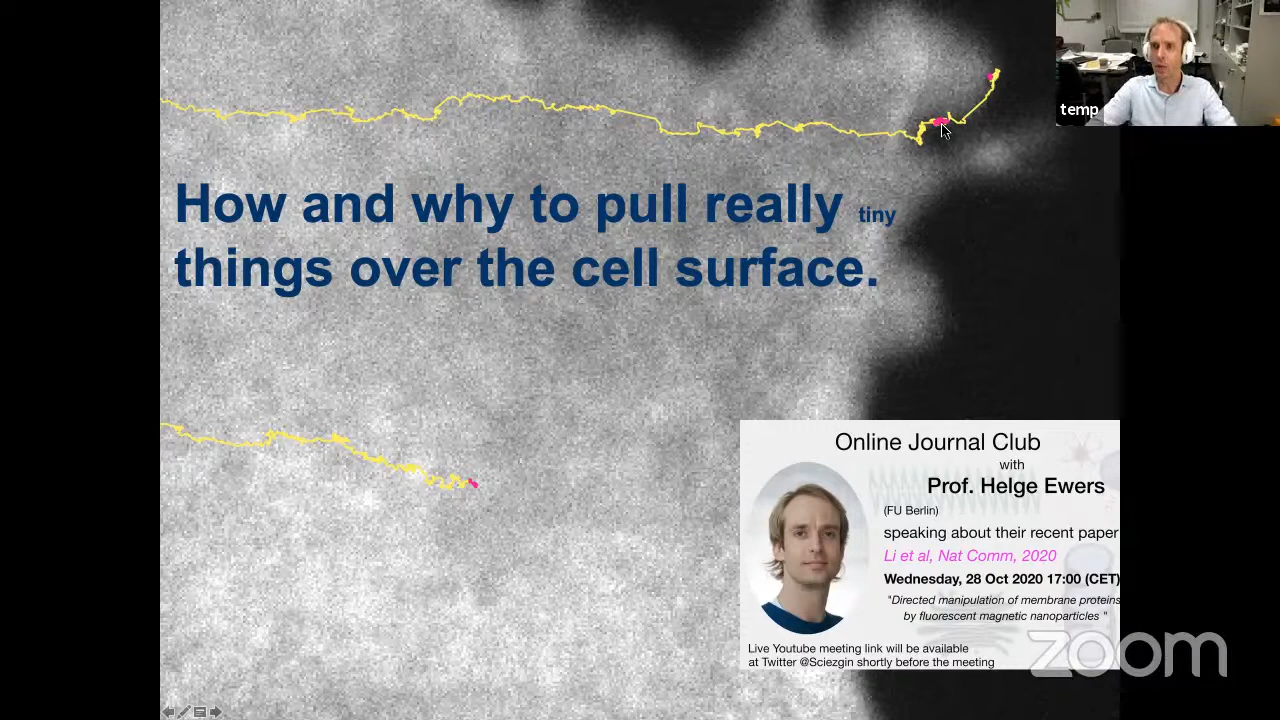 temp
How and why to pull really tiny
things over the cell surface.
Online Journal Club
with
Prof. Helge Ewers
(FU Berlin)
speaking about their recent paper
Li et al, Nat Comm, 2020
Wednesday, 28 Oct 2020 17:00 (CET)
"Directed manipulation of membrane proteins
by fluorescent magnetic nanoparticles "
Live Youtube meeting link will be available
at Twitter @Sciezgin shortly before the meeting
zoom